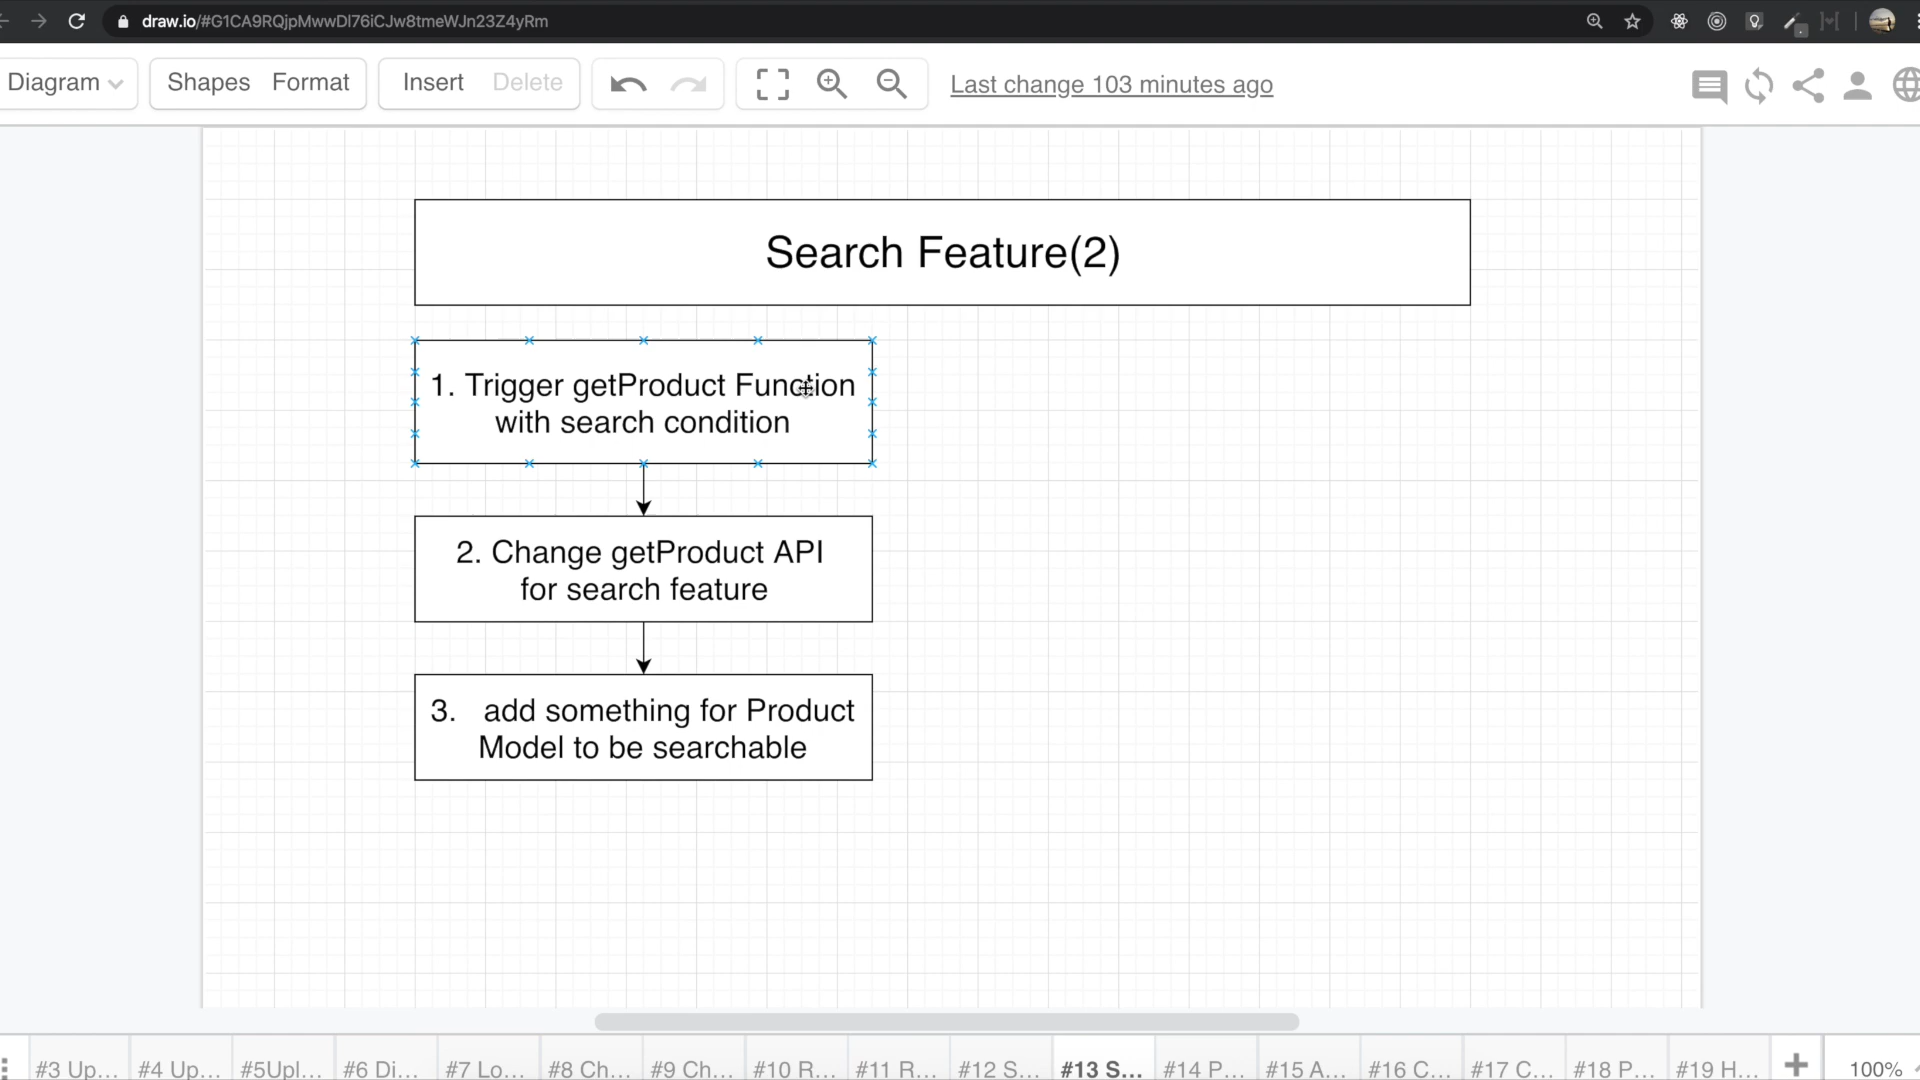 draw.io/#G1CA9RQjpMwwDl76iCJw8tmeWJn23Z4yRm
Diagram
Shapes Format
Insert Delete
Last change 103 minutes ago
Search Feature(2)
1. Trigger getProduct Function
with search condition
2. Change getProduct API
for search feature
3. add something for Product
Model to be searchable
#3 Up... #4 Up... #5Upl... #6 Di... #7 Lo... #8 Ch... #9 Ch... #10 R... #11 R... #12 S... #13 S... #14 P... #15 A... #16 C... #17 C... #18 P... #19 H... 100%